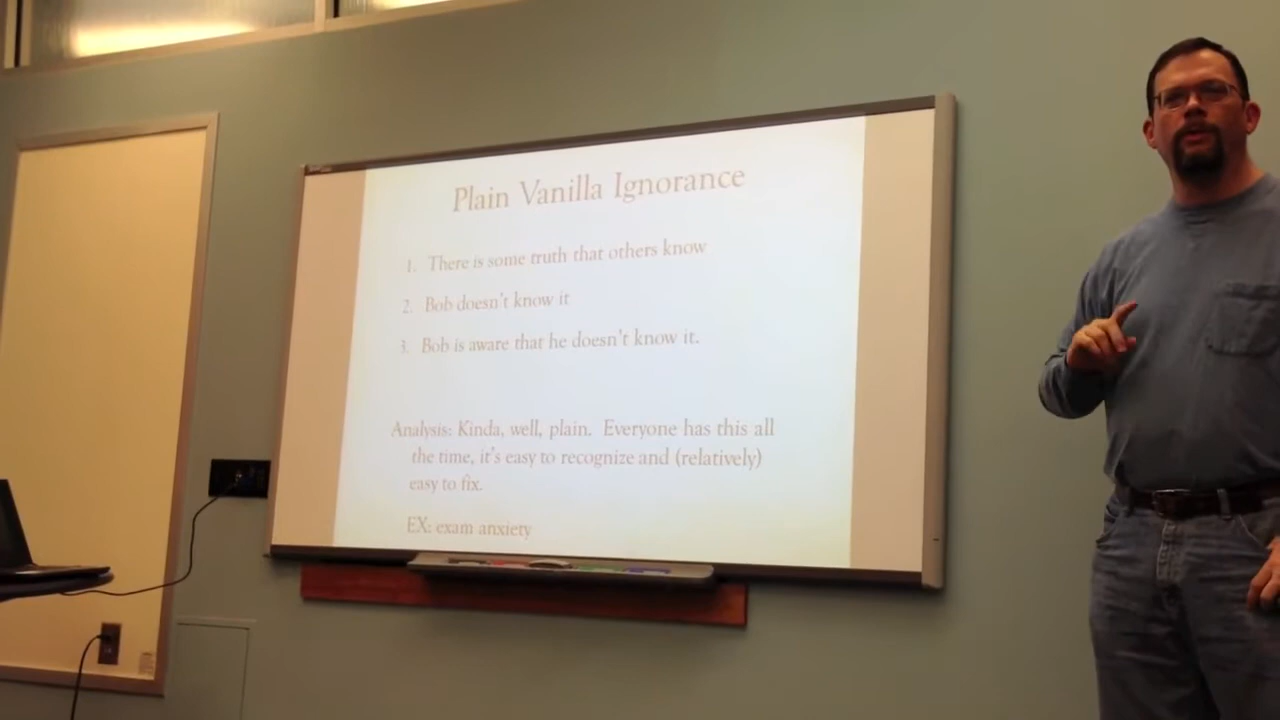 Plain Vanilla Ignorance
1. There is some truth that others know
2. Bob doesn't know it
3. Bob is aware that he doesn't know it.
Analysis: Kinda, well, plain. Everyone has this all
the time, it's easy to recognize and (relatively)
easy to fix.
EX: exam anxiety